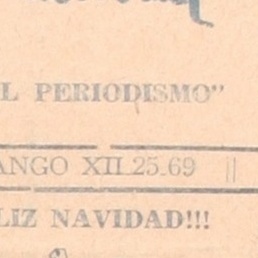 L PERIODISMO”
ANGO XII.25.69 ||
LIZ NAVIDAD!!!